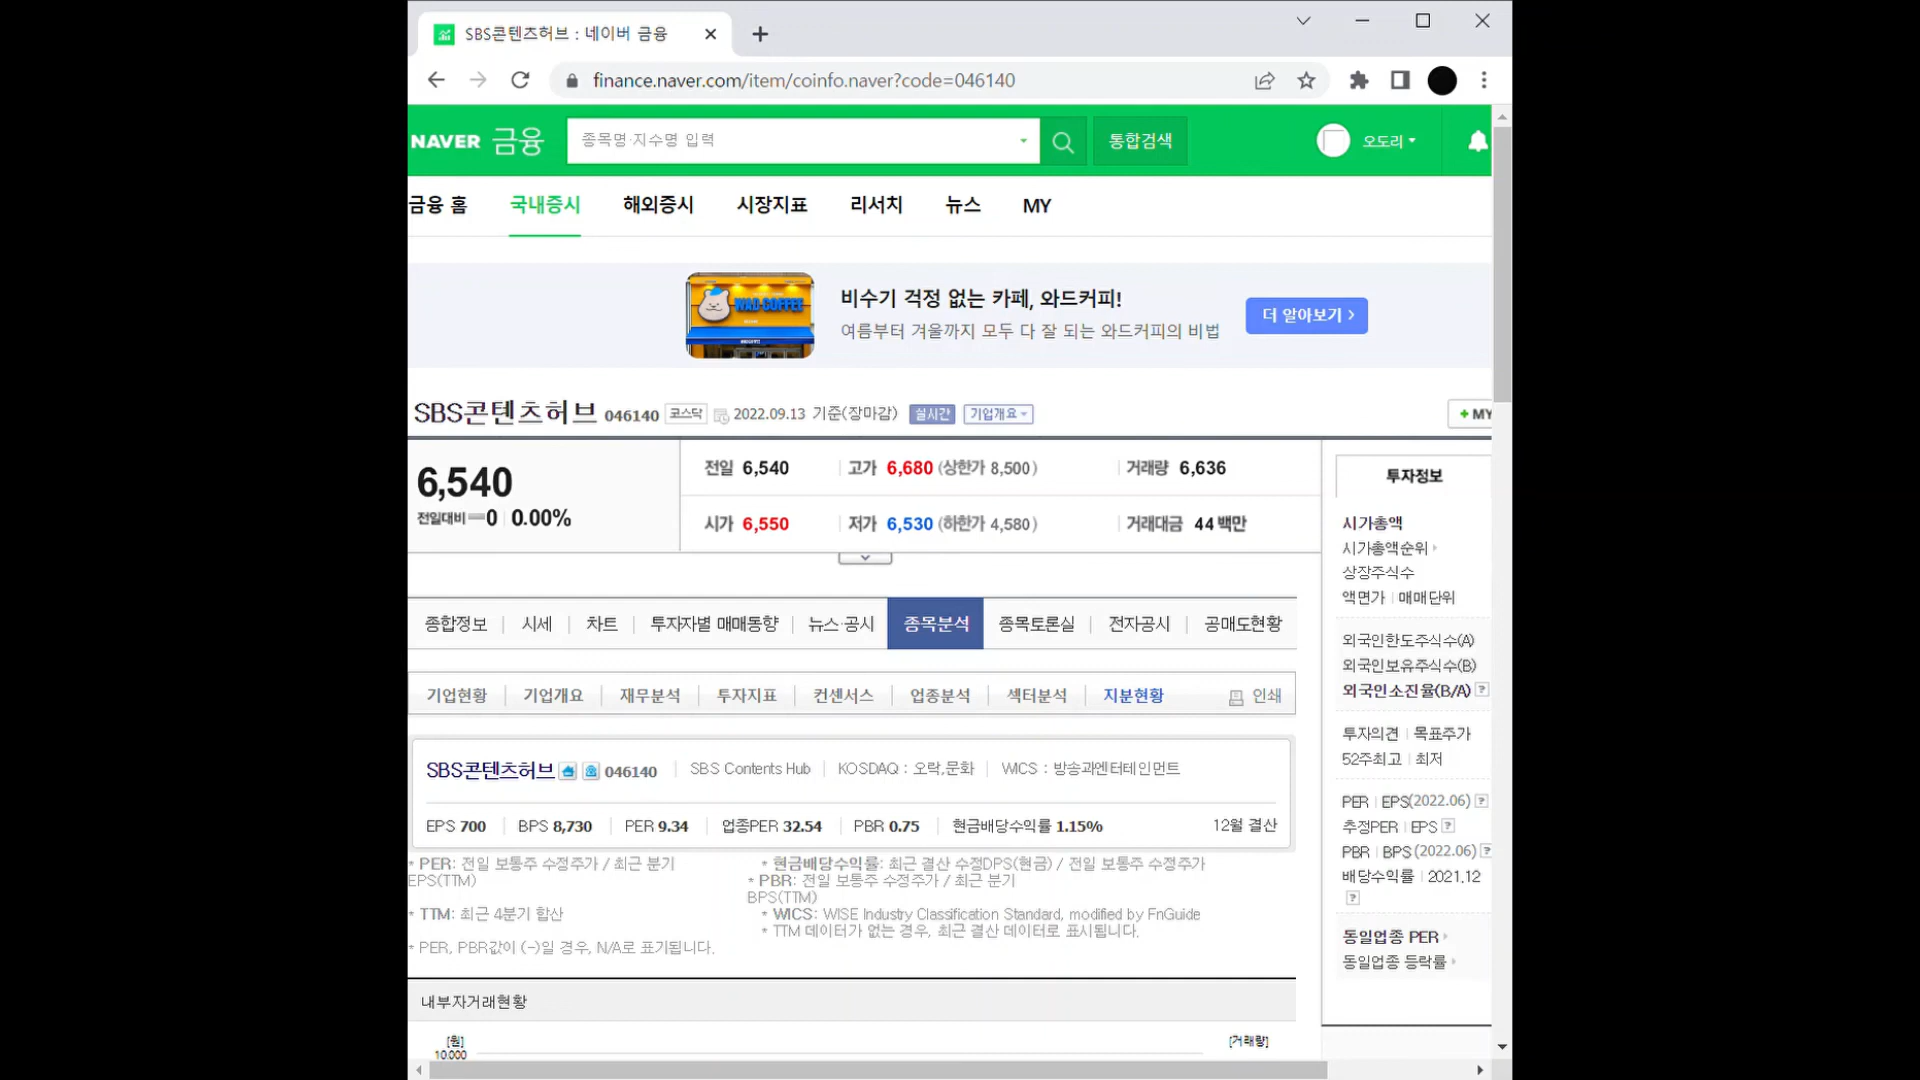 SBS콘텐츠허브 : 네이버 금융
finance.naver.com/item/coinfo.naver?code=046140
NAVER 금융 종목명·지수명 입력 통합검색 오도리
금융 홈 국내증시 해외증시 시장지표 리서치 뉴스 MY
WAD COFFEE
비수기 걱정 없는 카페, 와드커피!
여름부터 겨울까지 모두 다 잘 되는 와드커피의 비법
더 알아보기 >
SBS콘텐츠허브 046140 코스닥 2022.09.13 기준(장마감) 실시간 기업개요 + MY
6,540
전일대비 0 0.00%
전일 6,540 고가 6,680 (상한가 8,500) 거래량 6,636
시가 6,550 저가 6,530 (하한가 4,580) 거래대금 44 백만
종합정보 시세 차트 투자자별 매매동향 뉴스·공시 종목분석 종목토론실 전자공시 공매도현황
기업현황 기업개요 재무분석 투자지표 컨센서스 업종분석 섹터분석 지분현황 인쇄
SBS콘텐츠허브 046140 SBS Contents Hub KOSDAQ : 오락,문화 WICS : 방송과엔터테인먼트
EPS 700 BPS 8,730 PER 9.34 업종PER 32.54 PBR 0.75 현금배당수익률 1.15% 12월 결산
* PER: 전일 보통주 수정주가 / 최근 분기
EPS(TTM)
* TTM: 최근 4분기 합산
* PER, PBR값이 (-)일 경우, N/A로 표기됩니다.
* 현금배당수익률: 최근 결산 수정DPS(현금) / 전일 보통주 수정주가
* PBR: 전일 보통주 수정주가 / 최근 분기
BPS(TTM)
* WICS: WISE Industry Classification Standard, modified by FnGuide
* TTM 데이터가 없는 경우, 최근 결산 데이터로 표시됩니다.
내부자거래현황
[원] [거래량]
10,000
투자정보
시가총액
시가총액순위
상장주식수
액면가 매매단위
외국인한도주식수(A)
외국인보유주식수(B)
외국인소진율(B/A) ?
투자의견 목표주가
52주최고 최저
PER EPS(2022.06) ?
추정PER EPS ?
PBR BPS (2022.06) ?
배당수익률 2021.12
?
동일업종 PER
동일업종 등락률